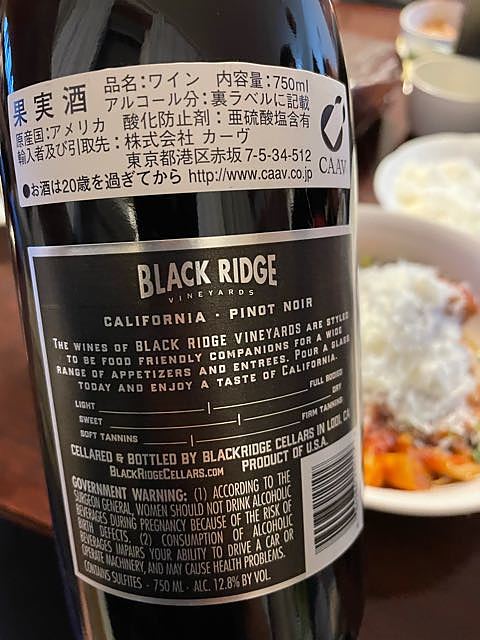 果実酒 品名:ワイン 内容量:750ml
アルコール分:裏ラベルに記載
原産国:アメリカ 酸化防止剤:亜硫酸塩含有
輸入者及び引取先:株式会社 カーヴ
東京都港区赤坂7-5-34-512
●お酒は20歳を過ぎてから http://www.caav.co.jp
CAAV
BLACK RIDGE
VINEYARDS
CALIFORNIA · PINOT NOIR
THE WINES OF BLACK RIDGE VINEYARDS ARE STYLED
TO BE FOOD FRIENDLY COMPANIONS FOR A WIDE
RANGE OF APPETIZERS AND ENTREES. POUR A GLASS
TODAY AND ENJOY A TASTE OF CALIFORNIA.
LIGHT FULL BODIED
SWEET DRY
SOFT TANNINS FIRM TANNINS
CELLARED & BOTTLED BY BLACKRIDGE CELLARS IN LODI, CA
BLACKRIDGECELLARS.COM PRODUCT OF U.S.A.
GOVERNMENT WARNING: (1) ACCORDING TO THE
SURGEON GENERAL, WOMEN SHOULD NOT DRINK ALCOHOLIC
BEVERAGES DURING PREGNANCY BECAUSE OF THE RISK OF
BIRTH DEFECTS. (2) CONSUMPTION OF ALCOHOLIC
BEVERAGES IMPAIRS YOUR ABILITY TO DRIVE A CAR OR
OPERATE MACHINERY, AND MAY CAUSE HEALTH PROBLEMS.
CONTAINS SULFITES · 750 ML · ALC. 12.8% BY VOL